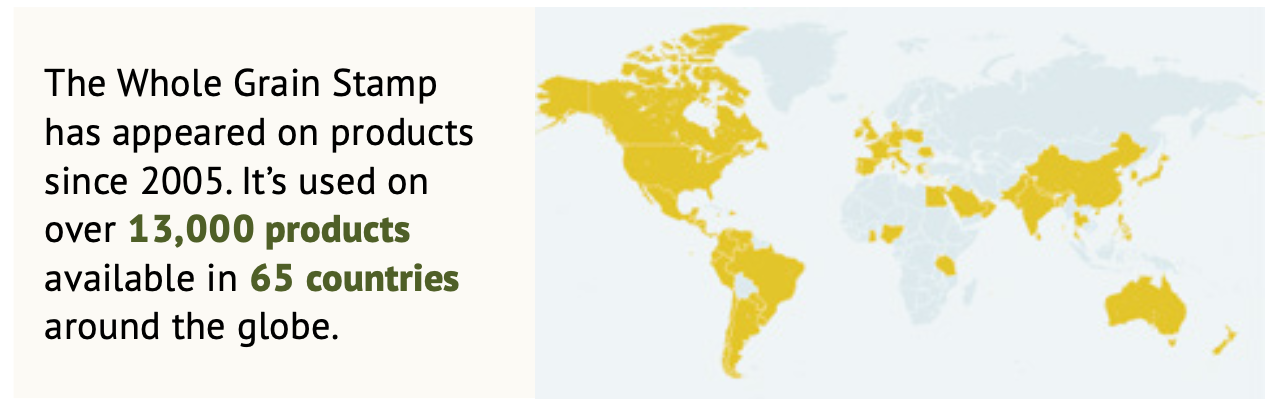 The Whole Grain Stamp
has appeared on products
since 2005. It’s used on
over 13,000 products
available in 65 countries
around the globe.